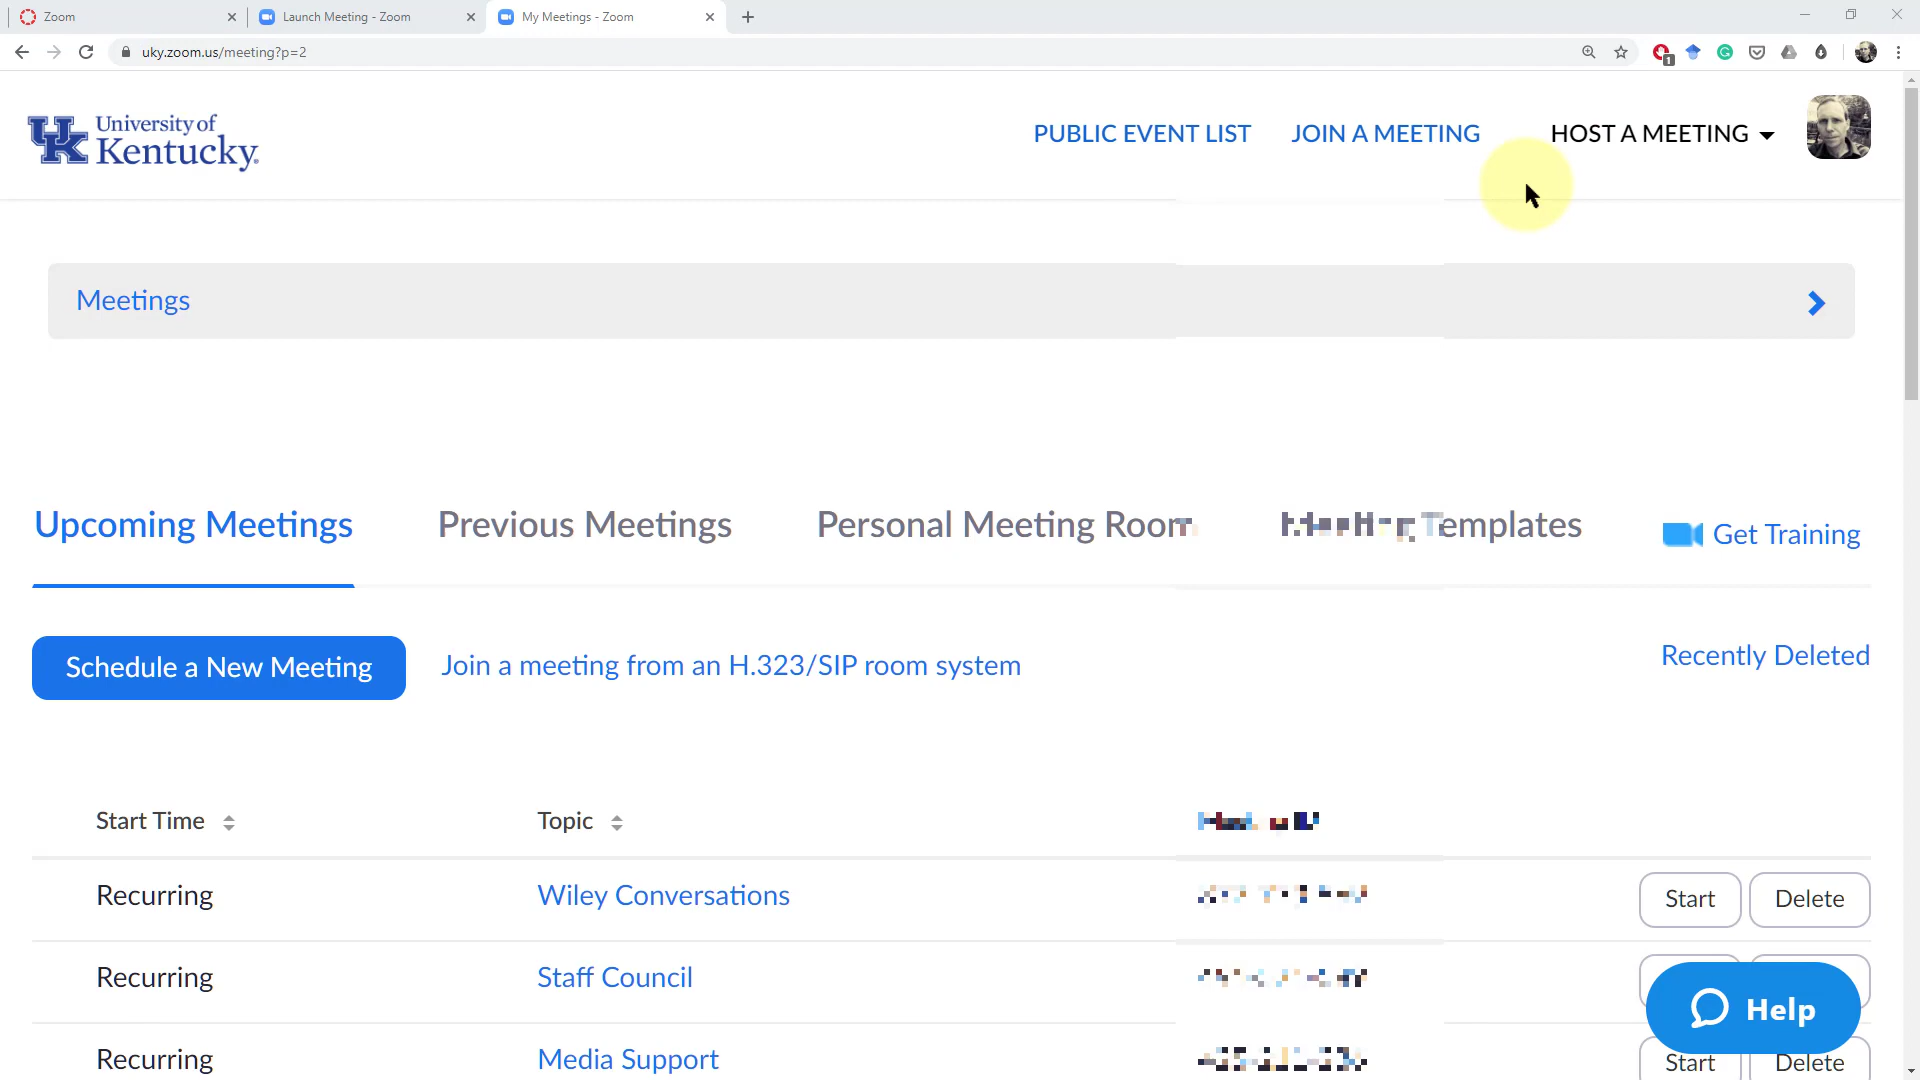 Zoom
Launch Meeting - Zoom
My Meetings - Zoom
uky.zoom.us/meeting?p=2
1
UK University of Kentucky.
PUBLIC EVENT LIST
JOIN A MEETING
HOST A MEETING
Meetings
Upcoming Meetings
Previous Meetings
Personal Meeting Room
Templates
Get Training
Schedule a New Meeting
Join a meeting from an H.323/SIP room system
Recently Deleted
Start Time
Topic
Recurring
Wiley Conversations
Start
Delete
Recurring
Staff Council
Help
Recurring
Media Support
Start
Delete